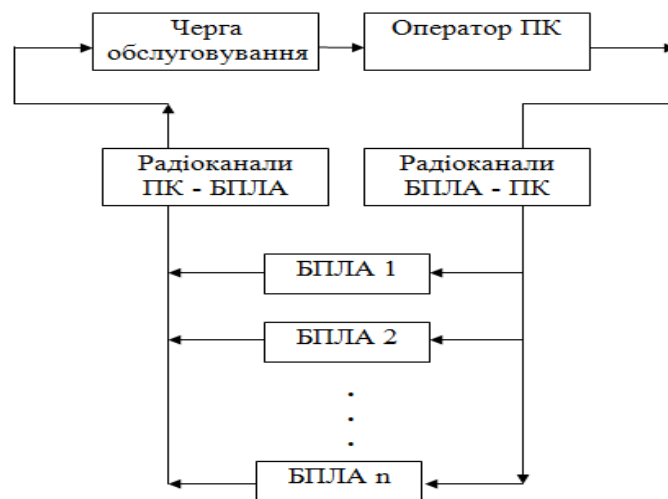 Черга
обслуговування
Оператор ПК
Радіоканали
ПК - БПЛА
Радіоканали
БПЛА - ПК
БПЛА 1
БПЛА 2
БПЛА n